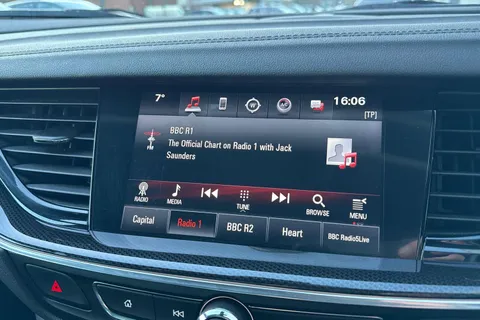 7°
16:06
[TP]
BBC R1
The Official Chart on Radio 1 with Jack
Saunders
FM
RADIO
MEDIA
TUNE
BROWSE
MENU
Capital
Radio 1
BBC R2
Heart
BBC Radio5Live